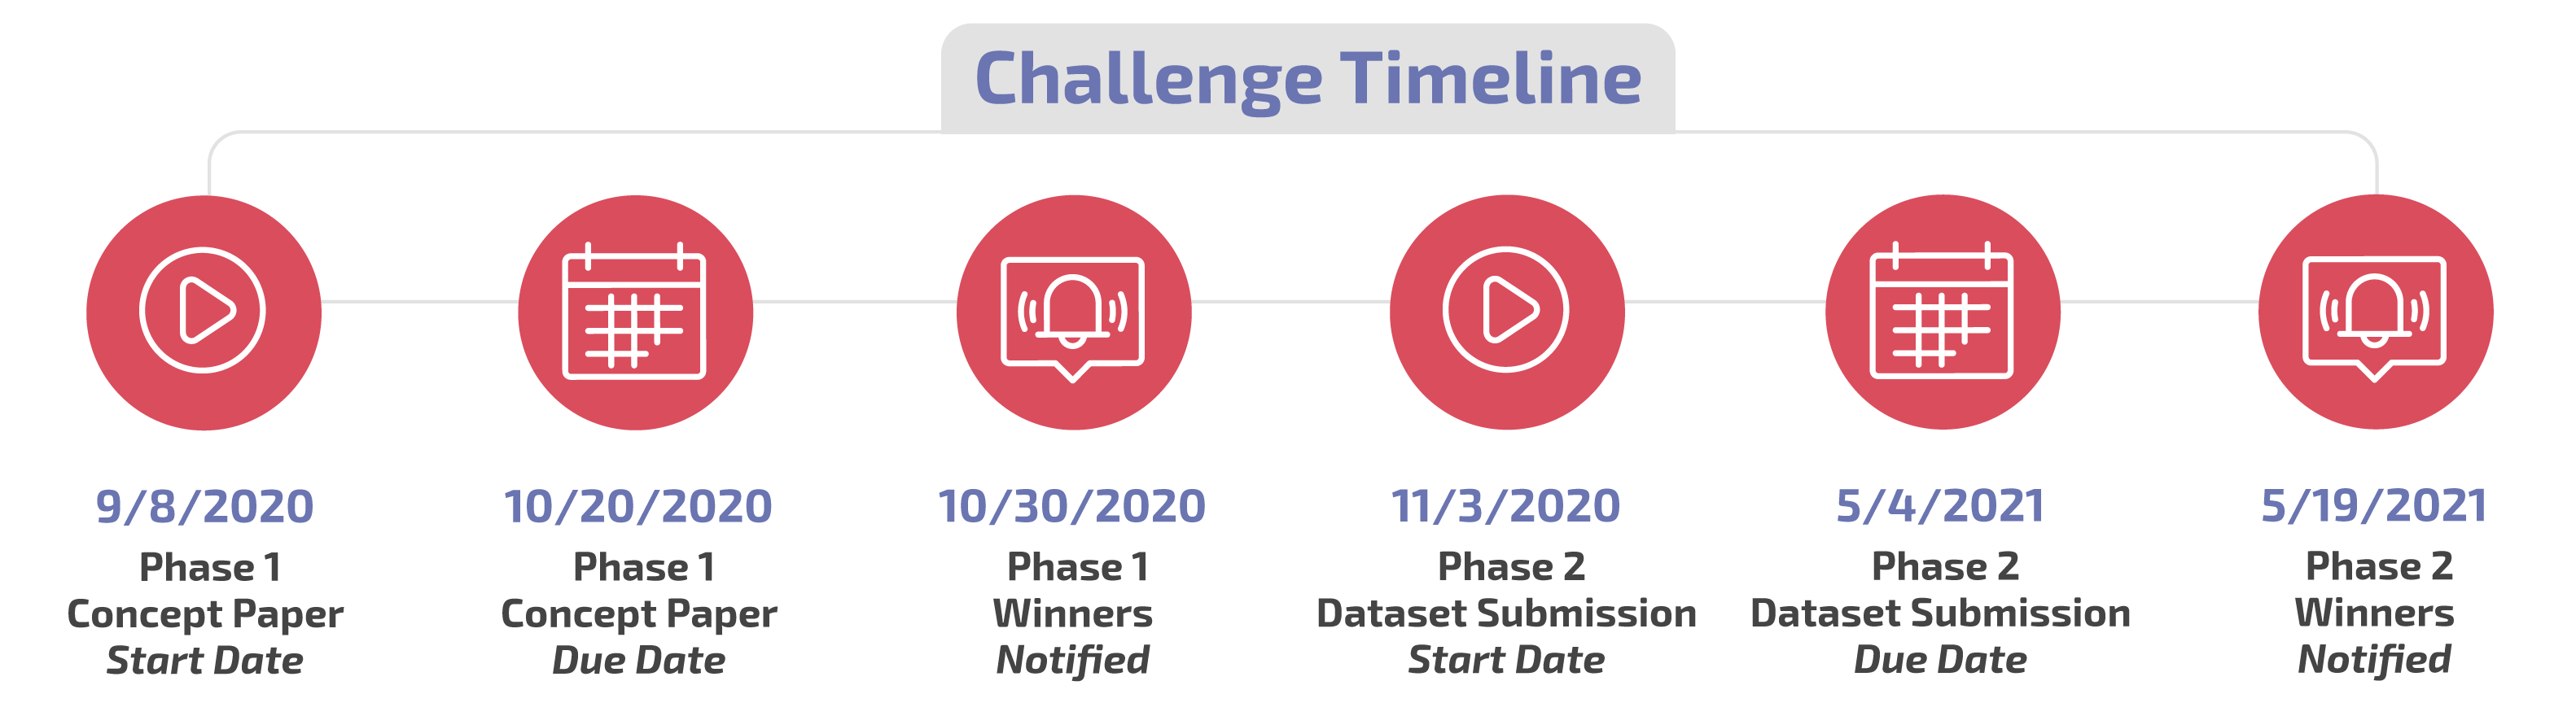 Challenge Timeline
9/8/2020
Phase 1
Concept Paper
Start Date
10/20/2020
Phase 1
Concept Paper
Due Date
10/30/2020
Phase 1
Winners
Notified
11/3/2020
Phase 2
Dataset Submission
Start Date
5/4/2021
Phase 2
Dataset Submission
Due Date
5/19/2021
Phase 2
Winners
Notified